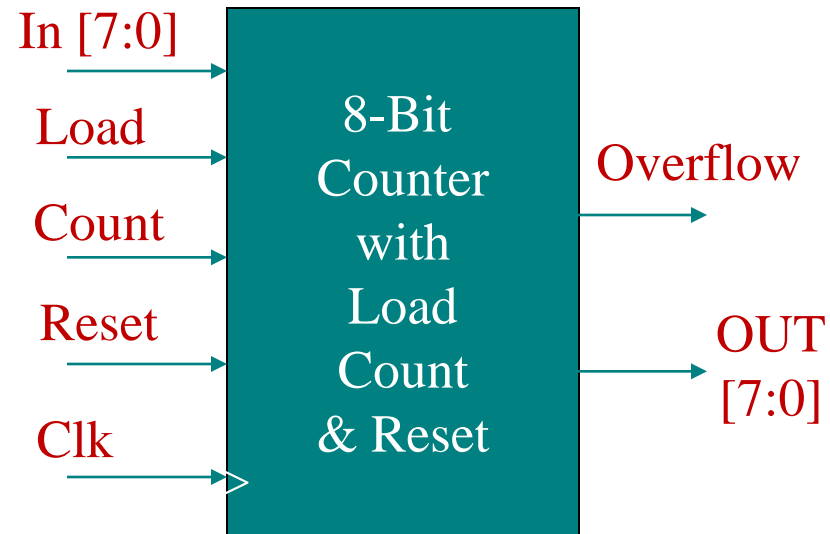 In [7:0]
Load
Count
Reset
Clk
8-Bit
Counter
with
Load
Count
& Reset
Overflow
OUT
[7:0]